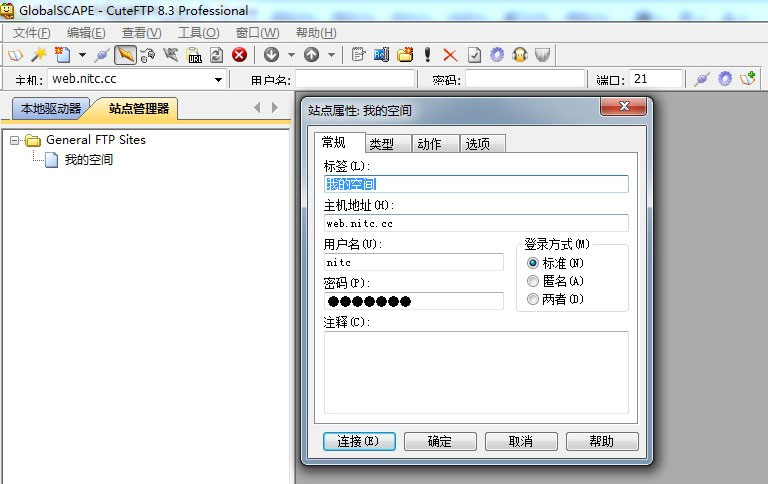 GlobalSCAPE - CuteFTP 8.3 Professional
文件(F) 编辑(E) 查看(V) 工具(O) 窗口(W) 帮助(H)
主机: web.nitc.cc 用户名: 密码: 端口: 21
本地驱动器 站点管理器
General FTP Sites
我的空间
站点属性: 我的空间
常规 类型 动作 选项
标签(L):
我的空间
主机地址(H):
web.nitc.cc
用户名(U):
nitc
登录方式(M)
标准(N)
匿名(A)
两者(D)
密码(P):
●●●●●●●
注释(C):
连接(E) 确定 取消 帮助